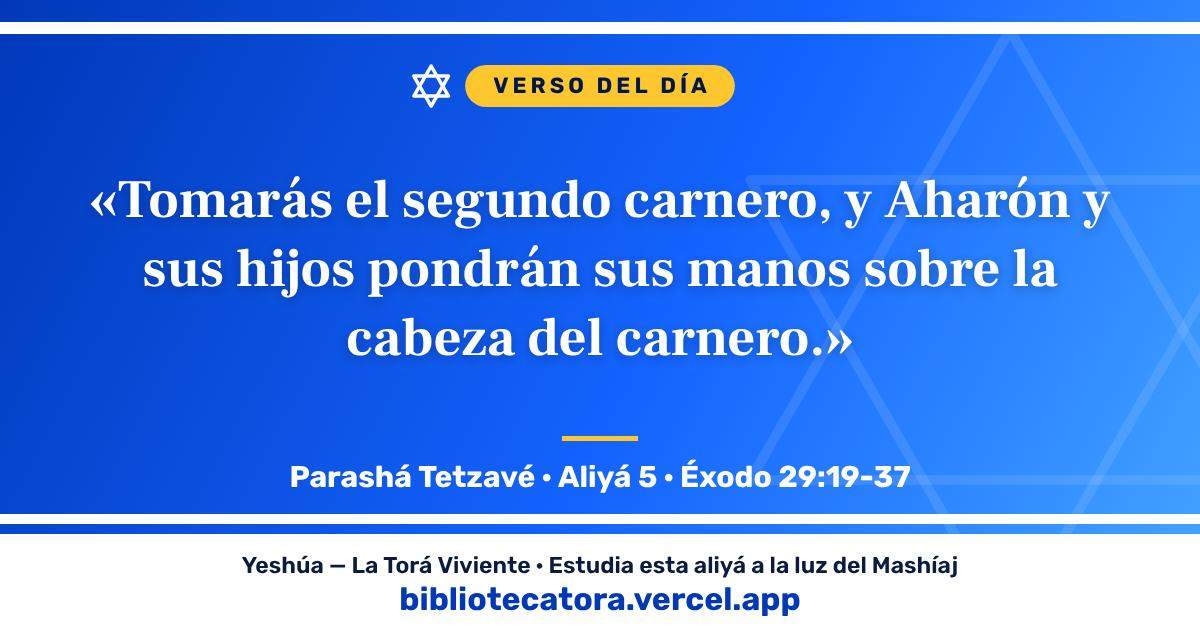 VERSO DEL DÍA
«Tomarás el segundo carnero, y Aharón y
sus hijos pondrán sus manos sobre la
cabeza del carnero.»
Parashá Tetzavé • Aliyá 5 • Éxodo 29:19-37
Yeshúa — La Torá Viviente • Estudia esta aliyá a la luz del Mashíaj
bibliotecatora.vercel.app